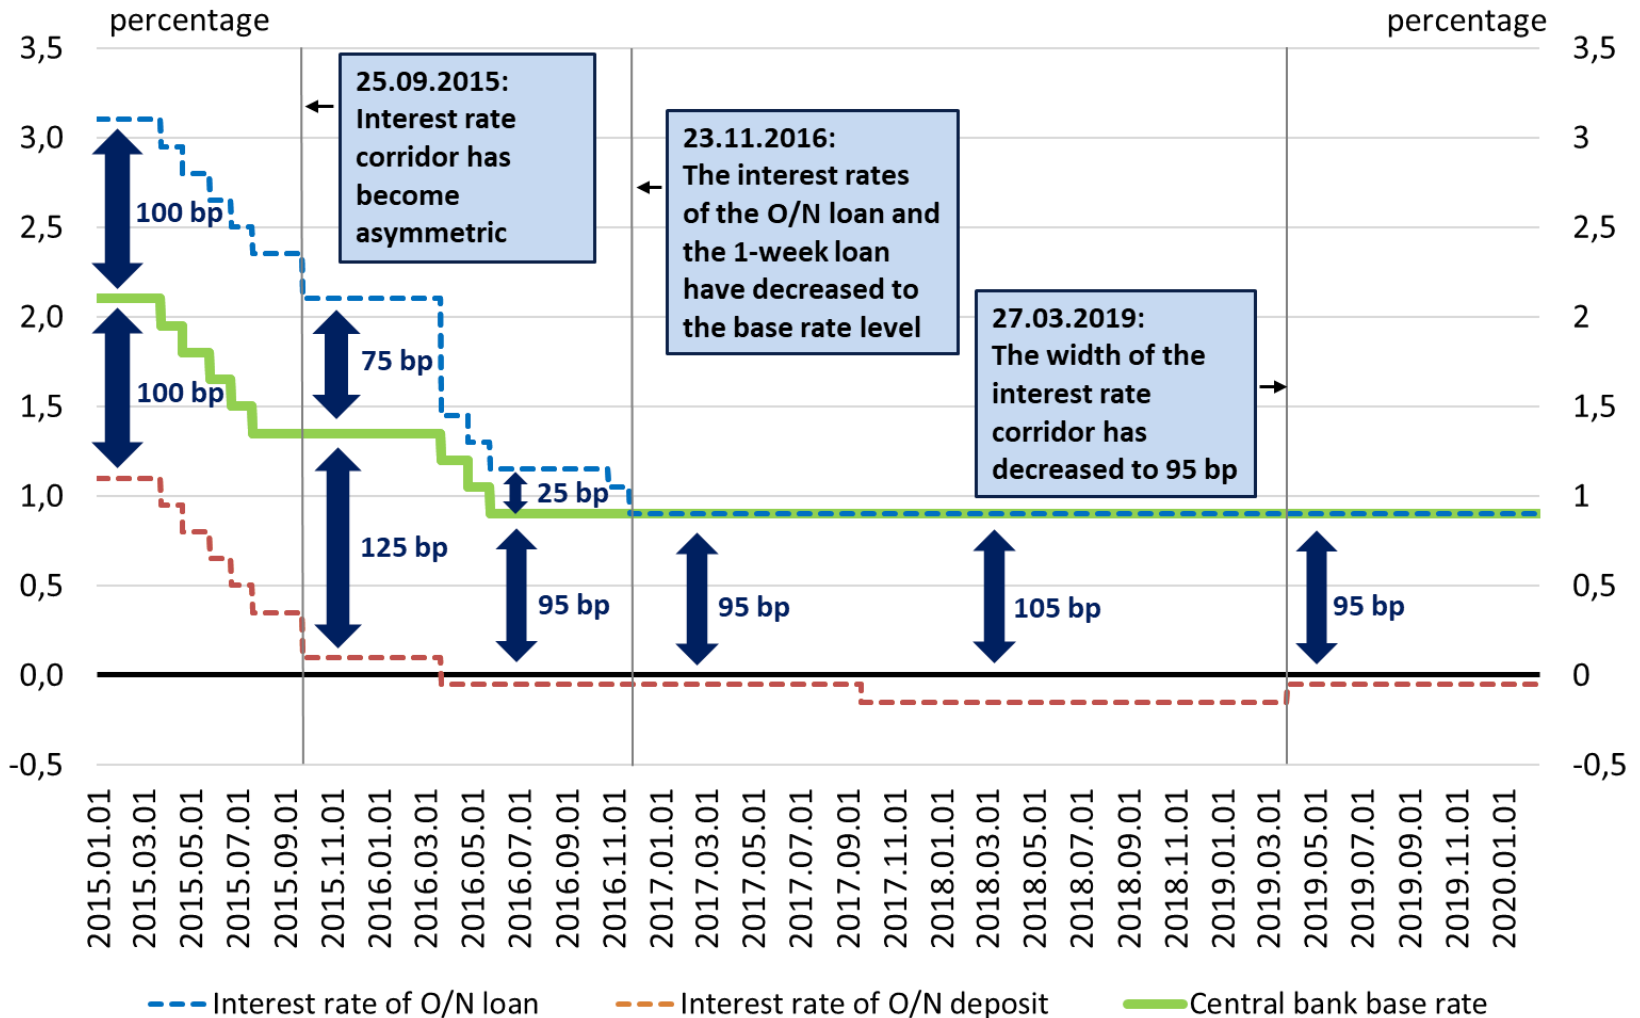 percentage
percentage
3,5
3,0
2,5
2,0
1,5
1,0
0,5
0,0
-0,5
3,5
3
2,5
2
1,5
1
0,5
0
-0,5
25.09.2015:
Interest rate
corridor has
become
asymmetric
23.11.2016:
The interest rates
of the O/N loan and
the 1-week loan
have decreased to
the base rate level
27.03.2019:
The width of the
interest rate
corridor has
decreased to 95 bp
100 bp
100 bp
75 bp
125 bp
25 bp
95 bp
95 bp
105 bp
95 bp
2015.01.01
2015.03.01
2015.05.01
2015.07.01
2015.09.01
2015.11.01
2016.01.01
2016.03.01
2016.05.01
2016.07.01
2016.09.01
2016.11.01
2017.01.01
2017.03.01
2017.05.01
2017.07.01
2017.09.01
2017.11.01
2018.01.01
2018.03.01
2018.05.01
2018.07.01
2018.09.01
2018.11.01
2019.01.01
2019.03.01
2019.05.01
2019.07.01
2019.09.01
2019.11.01
2020.01.01
Interest rate of O/N loan
Interest rate of O/N deposit
Central bank base rate